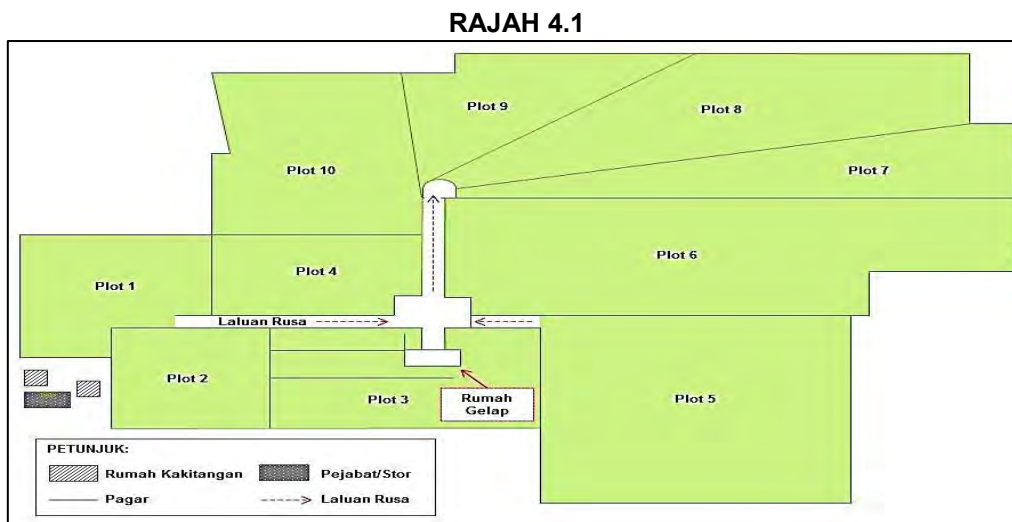 RAJAH 4.1
Plot 9
Plot 8
Plot 10
Plot 7
Plot 6
Plot 4
Plot 1
Laluan Rusa
Plot 2
Plot 3
Rumah
Gelap
Plot 5
PETUNJUK:
Rumah Kakitangan
Pejabat/Stor
Pagar
Laluan Rusa